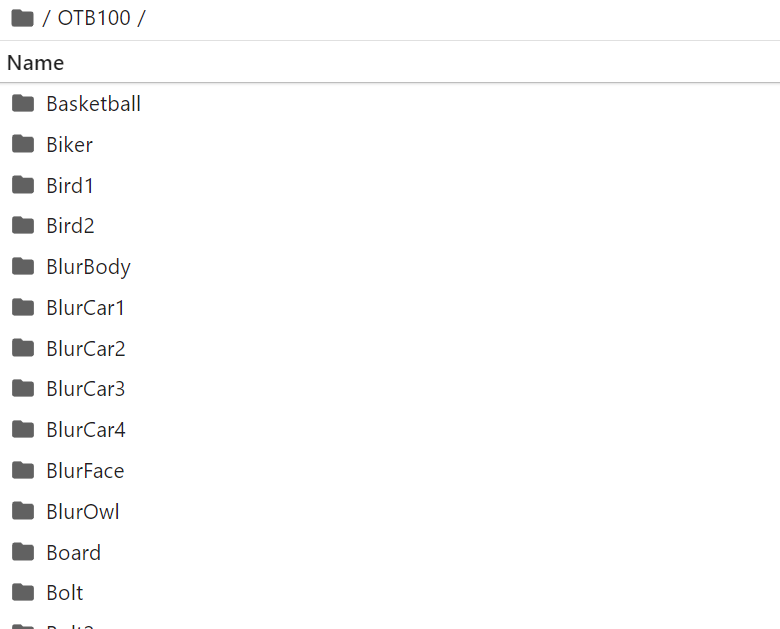 / OTB100 /
Name
Basketball
Biker
Bird1
Bird2
BlurBody
BlurCar1
BlurCar2
BlurCar3
BlurCar4
BlurFace
BlurOwl
Board
Bolt